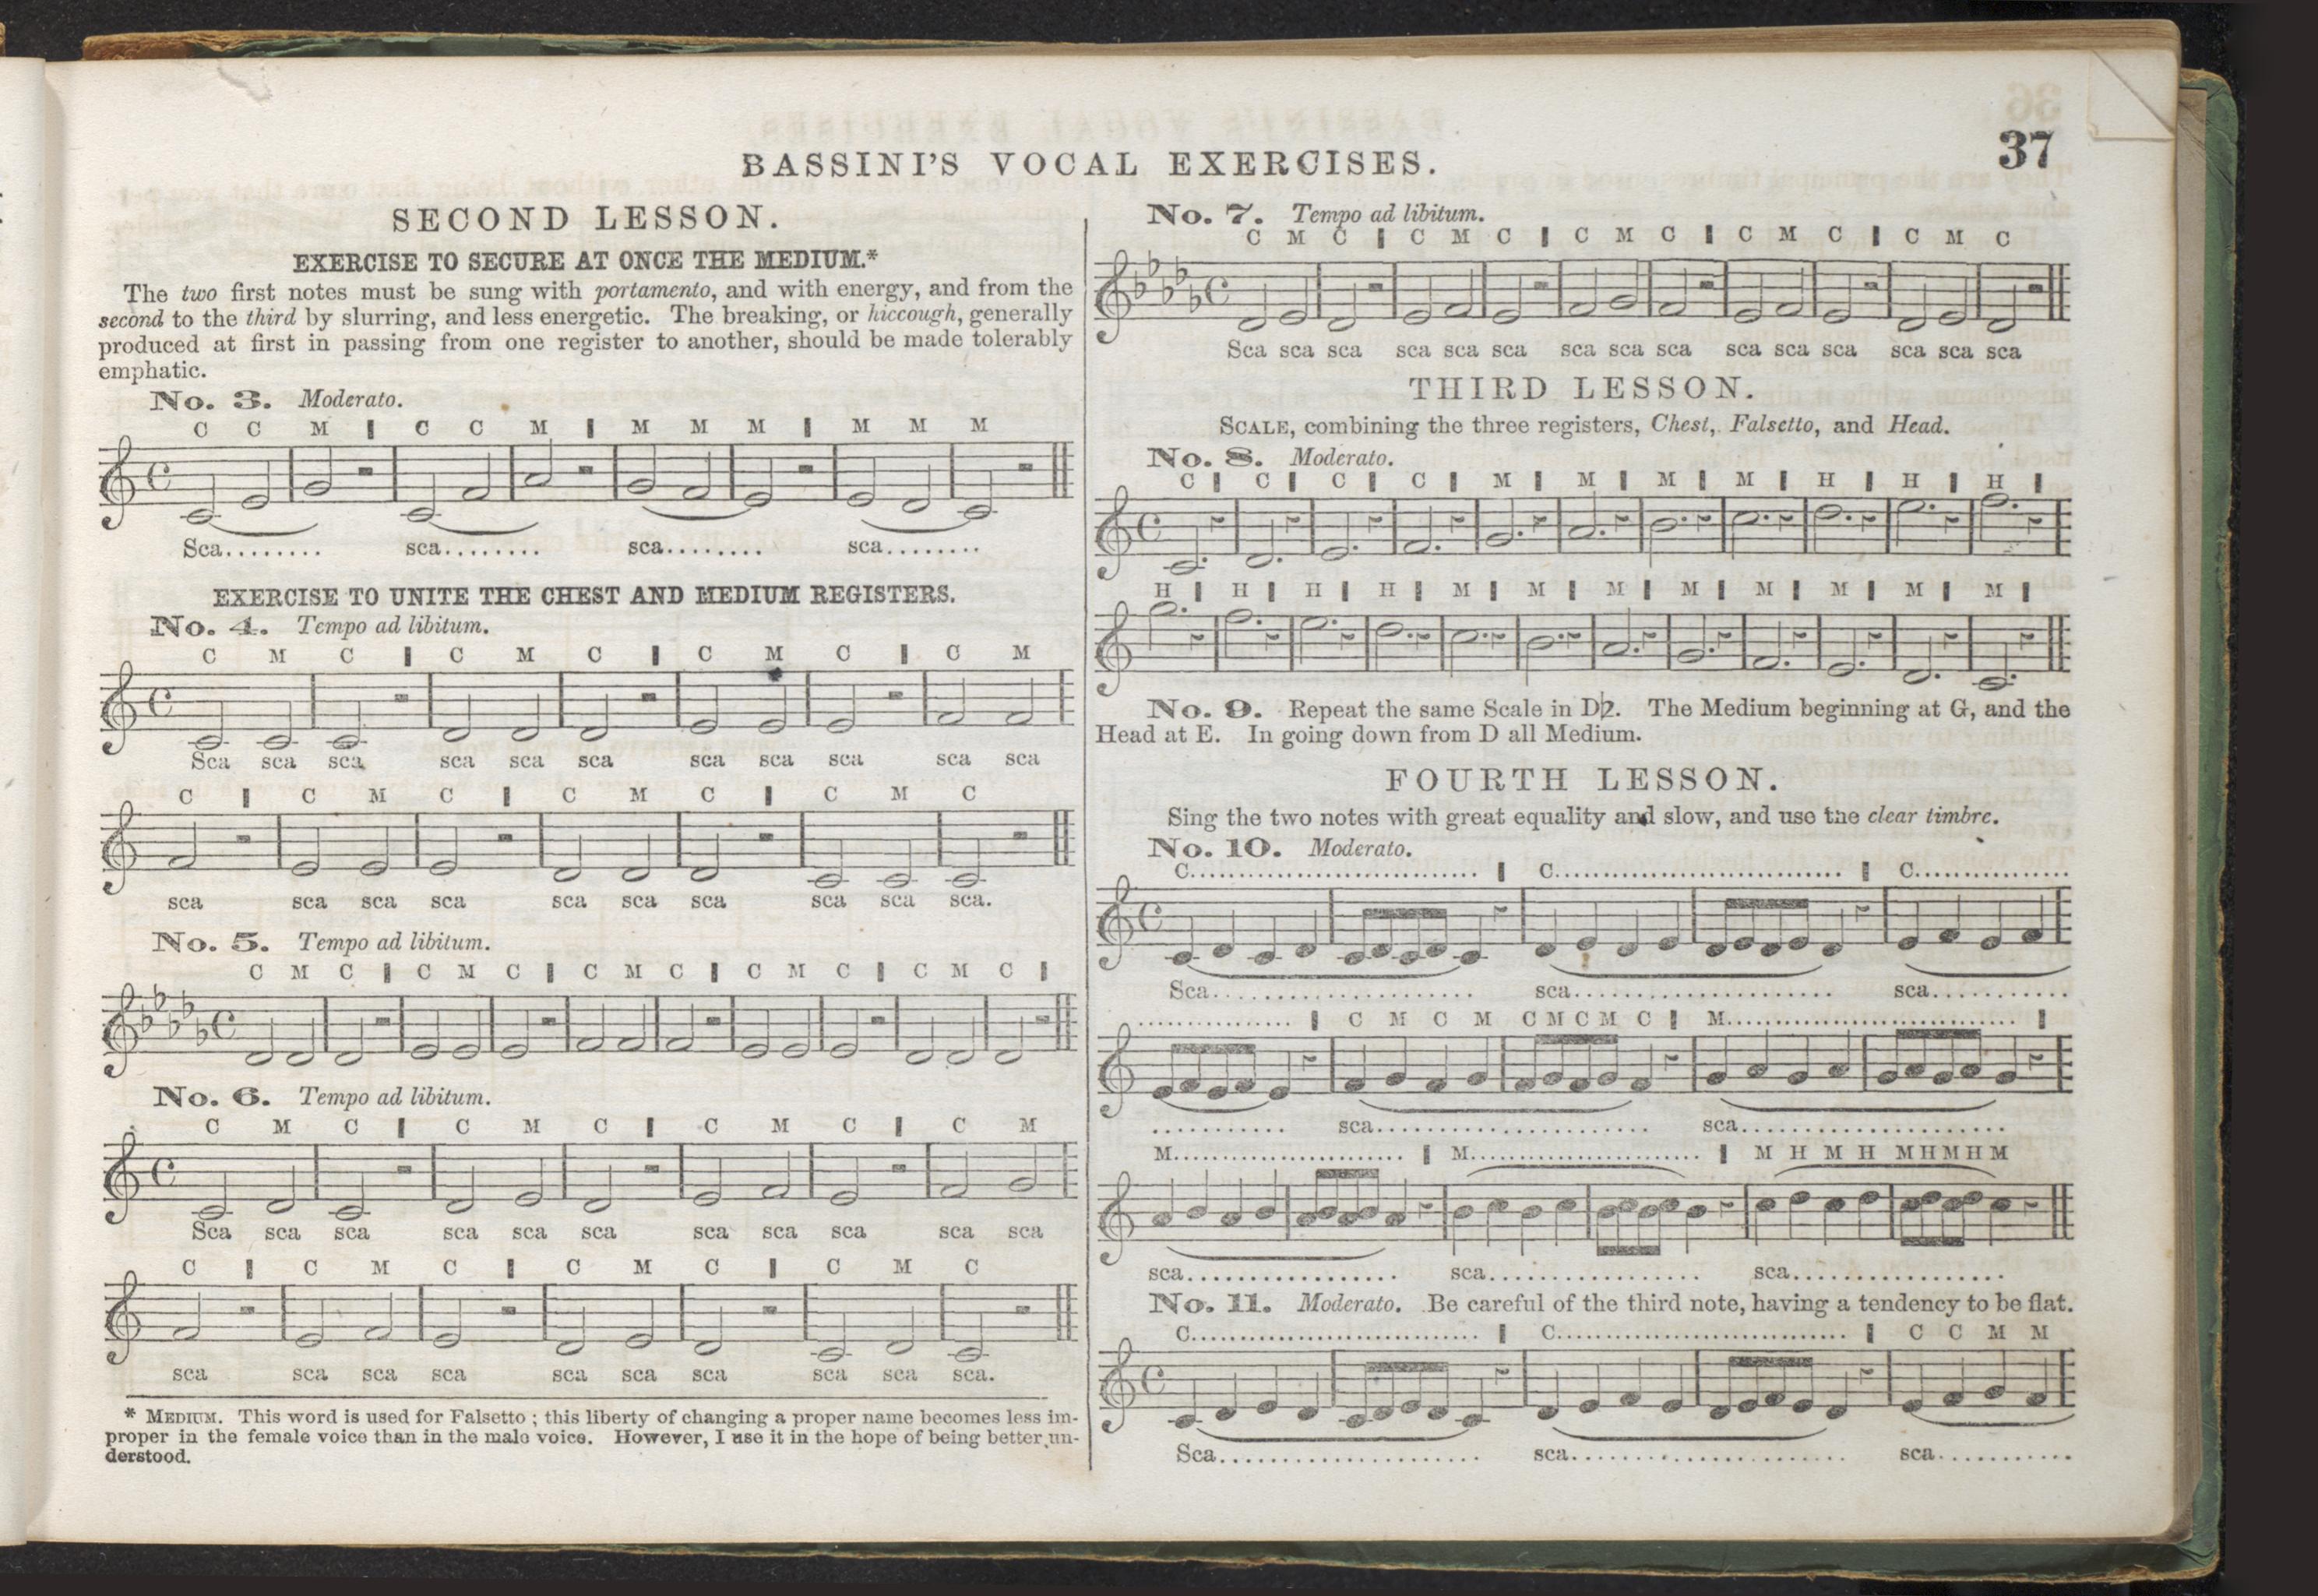 37
BASSINI'S VOCAL EXERCISES.
SECOND LESSON.
EXERCISE TO SECURE AT ONCE THE MEDIUM.*
The two first notes must be sung with portamento, and with energy, and from the
second to the third by slurring, and less energetic. The breaking, or hiccough, generally
produced at first in passing from one register to another, should be made tolerably
emphatic.
No. 3. Moderato.
C C M | C C M | M M M | M M M
Sca........ sca........ sca........ sca........
EXERCISE TO UNITE THE CHEST AND MEDIUM REGISTERS.
No. 4. Tempo ad libitum.
C M C | C M C | C M C | C M
Sca sca sca sca sca sca sca sca sca sca sca
C | C M C | C M C | C M C
sca sca sca sca sca sca sca sca sca sca.
No. 5. Tempo ad libitum.
C M C | C M C | C M C | C M C | C M C |
No. 6. Tempo ad libitum.
C M C | C M C | C M C | C M
Sca sca sca sca sca sca sca sca sca sca sca
C | C M C | C M C | C M C
sca sca sca sca sca sca sca sca sca sca.
* MEDIUM. This word is used for Falsetto ; this liberty of changing a proper name becomes less im-
proper in the female voice than in the male voice. However, I use it in the hope of being better un-
derstood.
No. 7. Tempo ad libitum.
C M C | C M C | C M C | C M C | C M C
Sca sca sca sca sca sca sca sca sca sca sca sca sca sca sca
THIRD LESSON.
SCALE, combining the three registers, Chest, Falsetto, and Head.
No. 8. Moderato.
C | C | C | C | M | M | M | M | H | H | H |
H | H | H | H | M | M | M | M | M | M | M | M |
No. 9. Repeat the same Scale in D♭. The Medium beginning at G, and the
Head at E. In going down from D all Medium.
FOURTH LESSON.
Sing the two notes with great equality and slow, and use the clear timbre.
No. 10. Moderato.
C............................ | C............................ | C...............
Sca...................... sca..................... sca...........
............... | C M C M C M C M C | M............................ |
........... sca...................... sca.....................
M...................... | M...................... | M H M H M H M H M
sca................. sca................. sca.................
No. 11. Moderato. Be careful of the third note, having a tendency to be flat.
C............................ | C............................ | C C M M
Sca...................... sca...................... sca...........